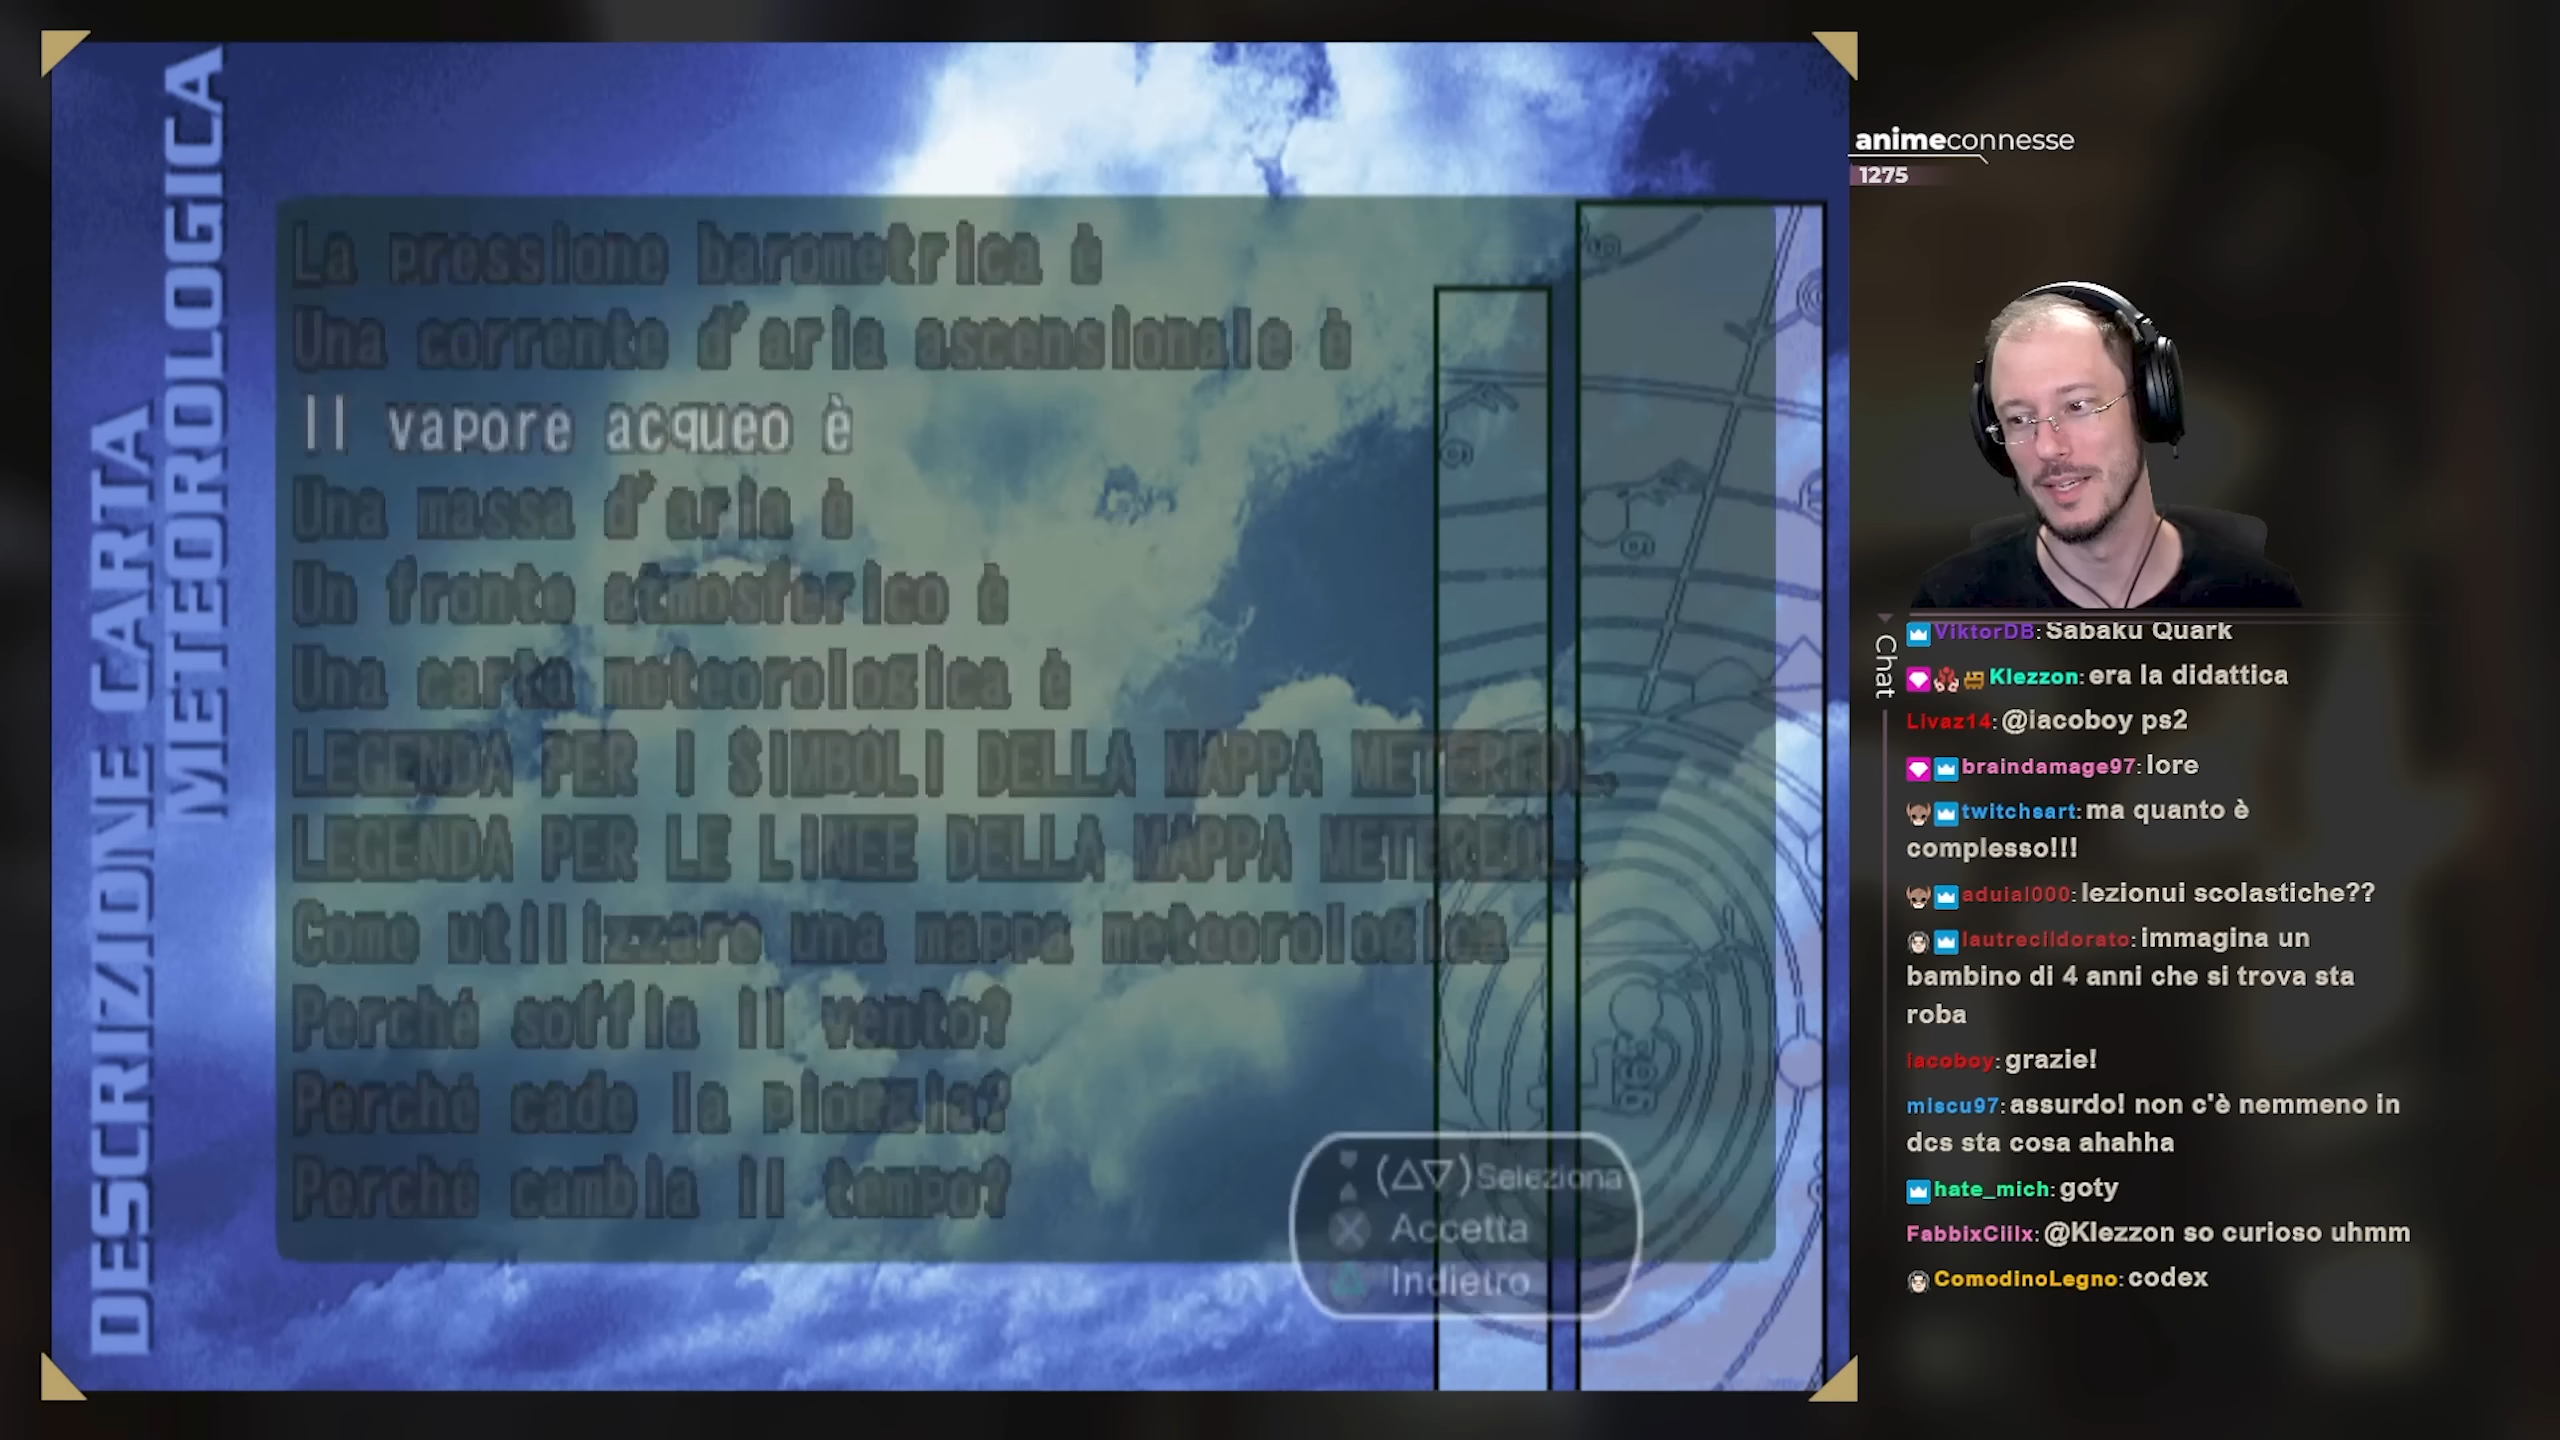 DESCRIZIONE CARTA
METEOROLOGICA
La pressione barometrica è
Una corrente d'aria ascensionale è
Il vapore acqueo è
Una massa d'aria è
Un fronte atmosferico è
Una carta meteorologica è
LEGENDA PER I SIMBOLI DELLA MAPPA METEREOL.
LEGENDA PER LE LINEE DELLA MAPPA METEREOL.
Come utilizzare una mappa meteorologica
Perché soffia il vento?
Perché cade la pioggia?
Perché cambia il tempo?
(△▽)Seleziona
Accetta
Indietro
animeconnesse
1275
Chat
ViktorDB: Sabaku Quark
Klezzon: era la didattica
Livaz14: @iacoboy ps2
braindamage97: lore
twitchsart: ma quanto è
complesso!!!
aduial000: lezionui scolastiche??
lautrecildorato: immagina un
bambino di 4 anni che si trova sta
roba
iacoboy: grazie!
miscu97: assurdo! non c'è nemmeno in
dcs sta cosa ahahha
hate_mich: goty
FabbixCiilx: @Klezzon so curioso uhmm
ComodinoLegno: codex